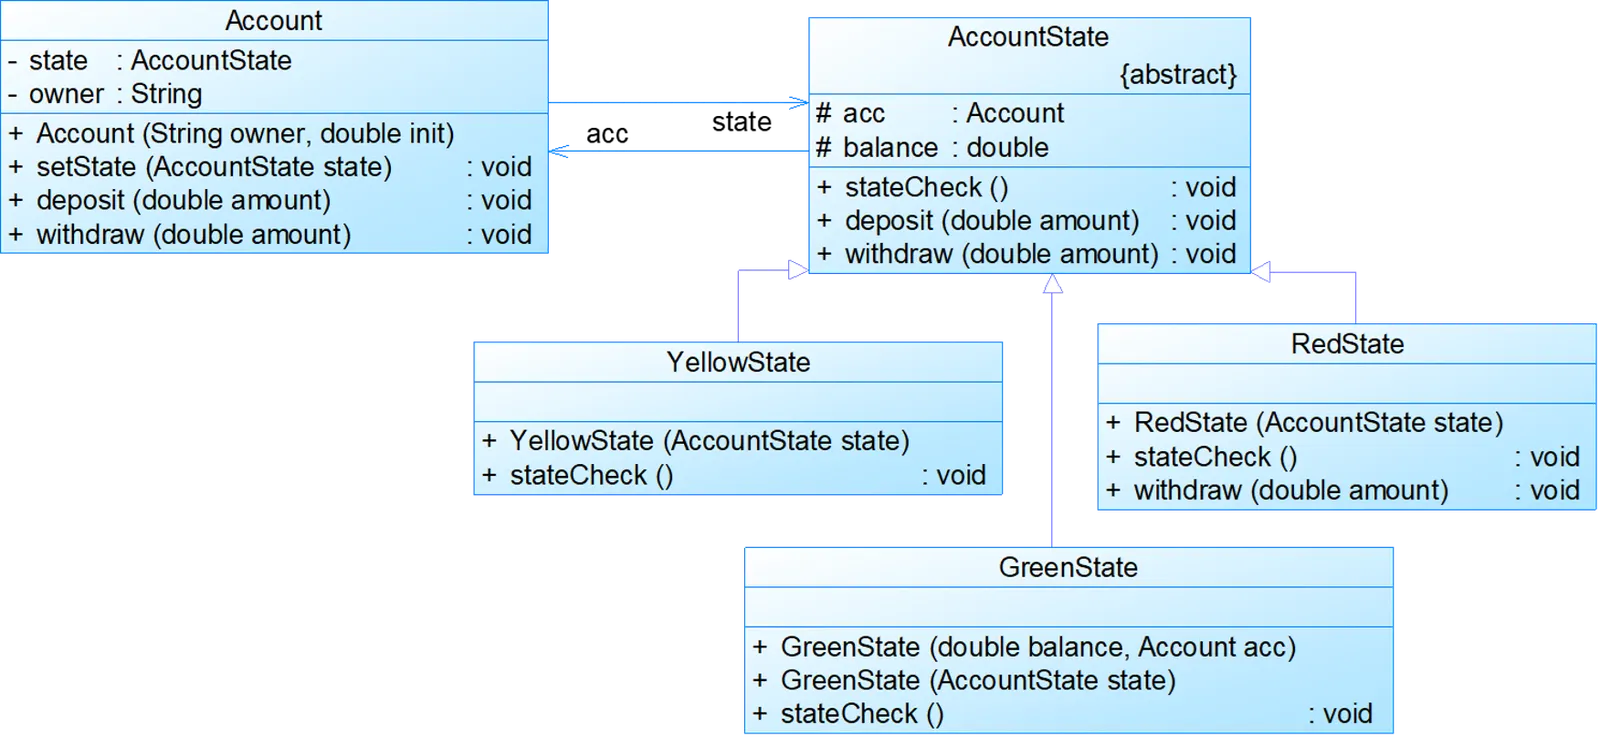 Account
- state : AccountState
- owner : String
+ Account (String owner, double init)
+ setState (AccountState state) : void
+ deposit (double amount) : void
+ withdraw (double amount) : void
state
acc
AccountState
{abstract}
# acc : Account
# balance : double
+ stateCheck () : void
+ deposit (double amount) : void
+ withdraw (double amount) : void
YellowState
+ YellowState (AccountState state)
+ stateCheck () : void
RedState
+ RedState (AccountState state)
+ stateCheck () : void
+ withdraw (double amount) : void
GreenState
+ GreenState (double balance, Account acc)
+ GreenState (AccountState state)
+ stateCheck () : void